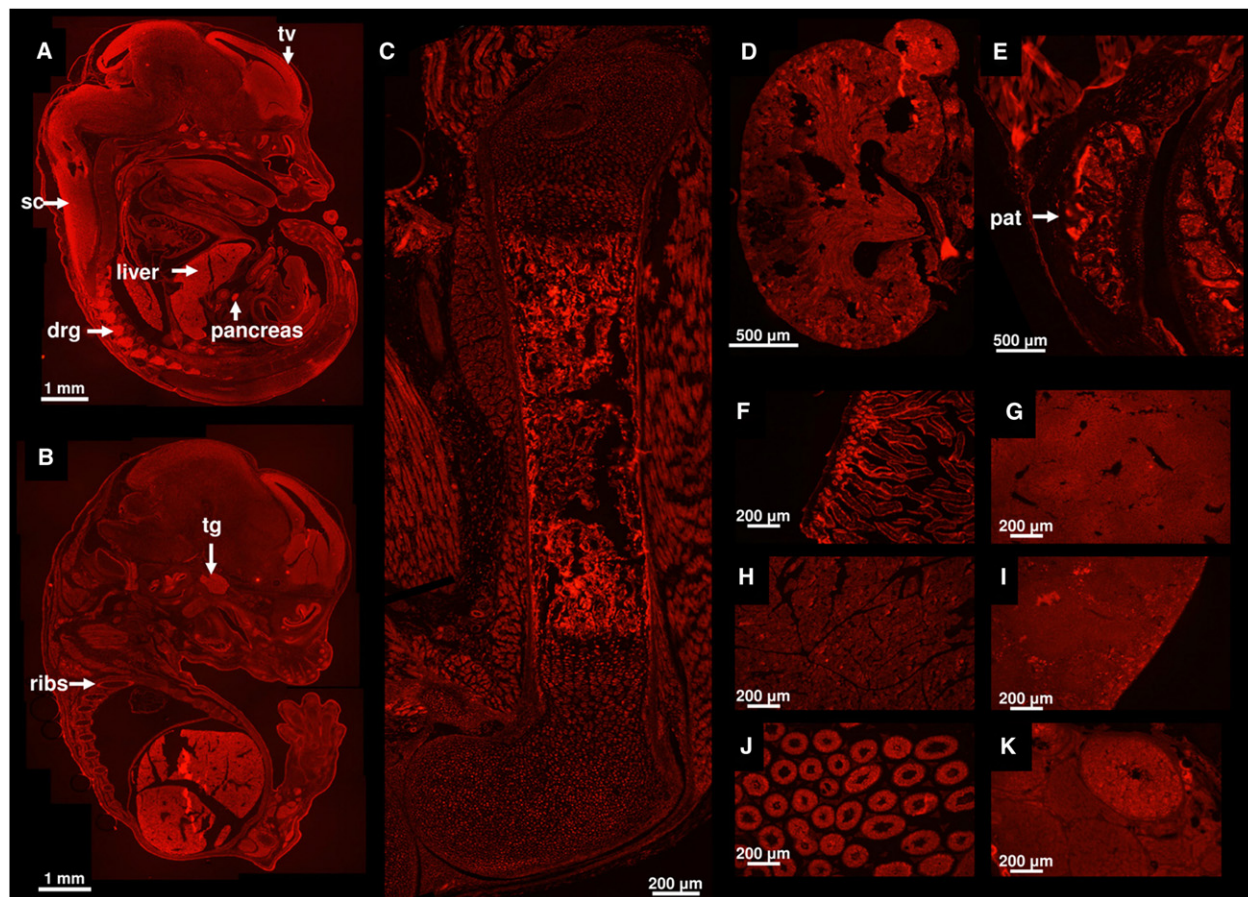 A
tv
sc
liver
drg
pancreas
1 mm
B
tg
ribs
1 mm
C
200 µm
D
500 µm
E
pat
500 µm
F
200 µm
G
200 µm
H
200 µm
I
200 µm
J
200 µm
K
200 µm